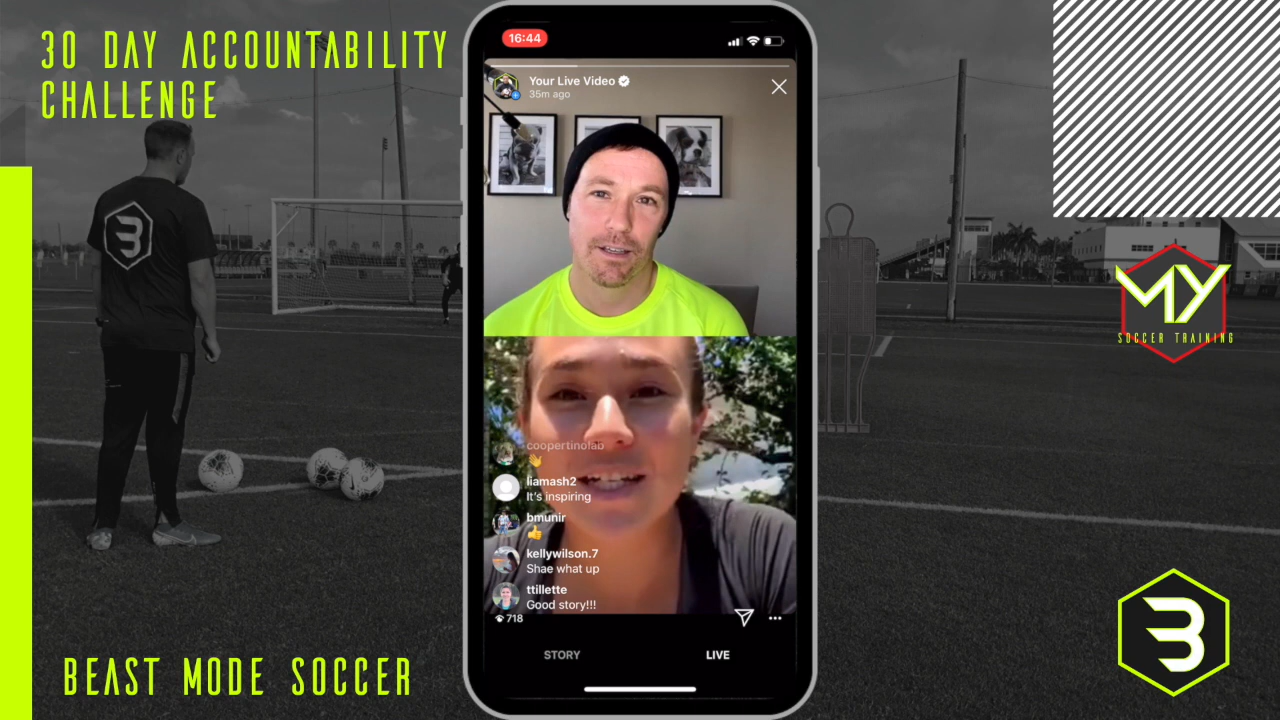 30 DAY ACCOUNTABILITY
CHALLENGE
16:44
Your Live Video
35m ago
MY
SOCCER TRAINING
coopertinolab
👋
liamash2
It's inspiring
bmunir
👍
kellywilson.7
Shae what up
ttillette
Good story!!!
718
STORY LIVE
BEAST MODE SOCCER
B
B